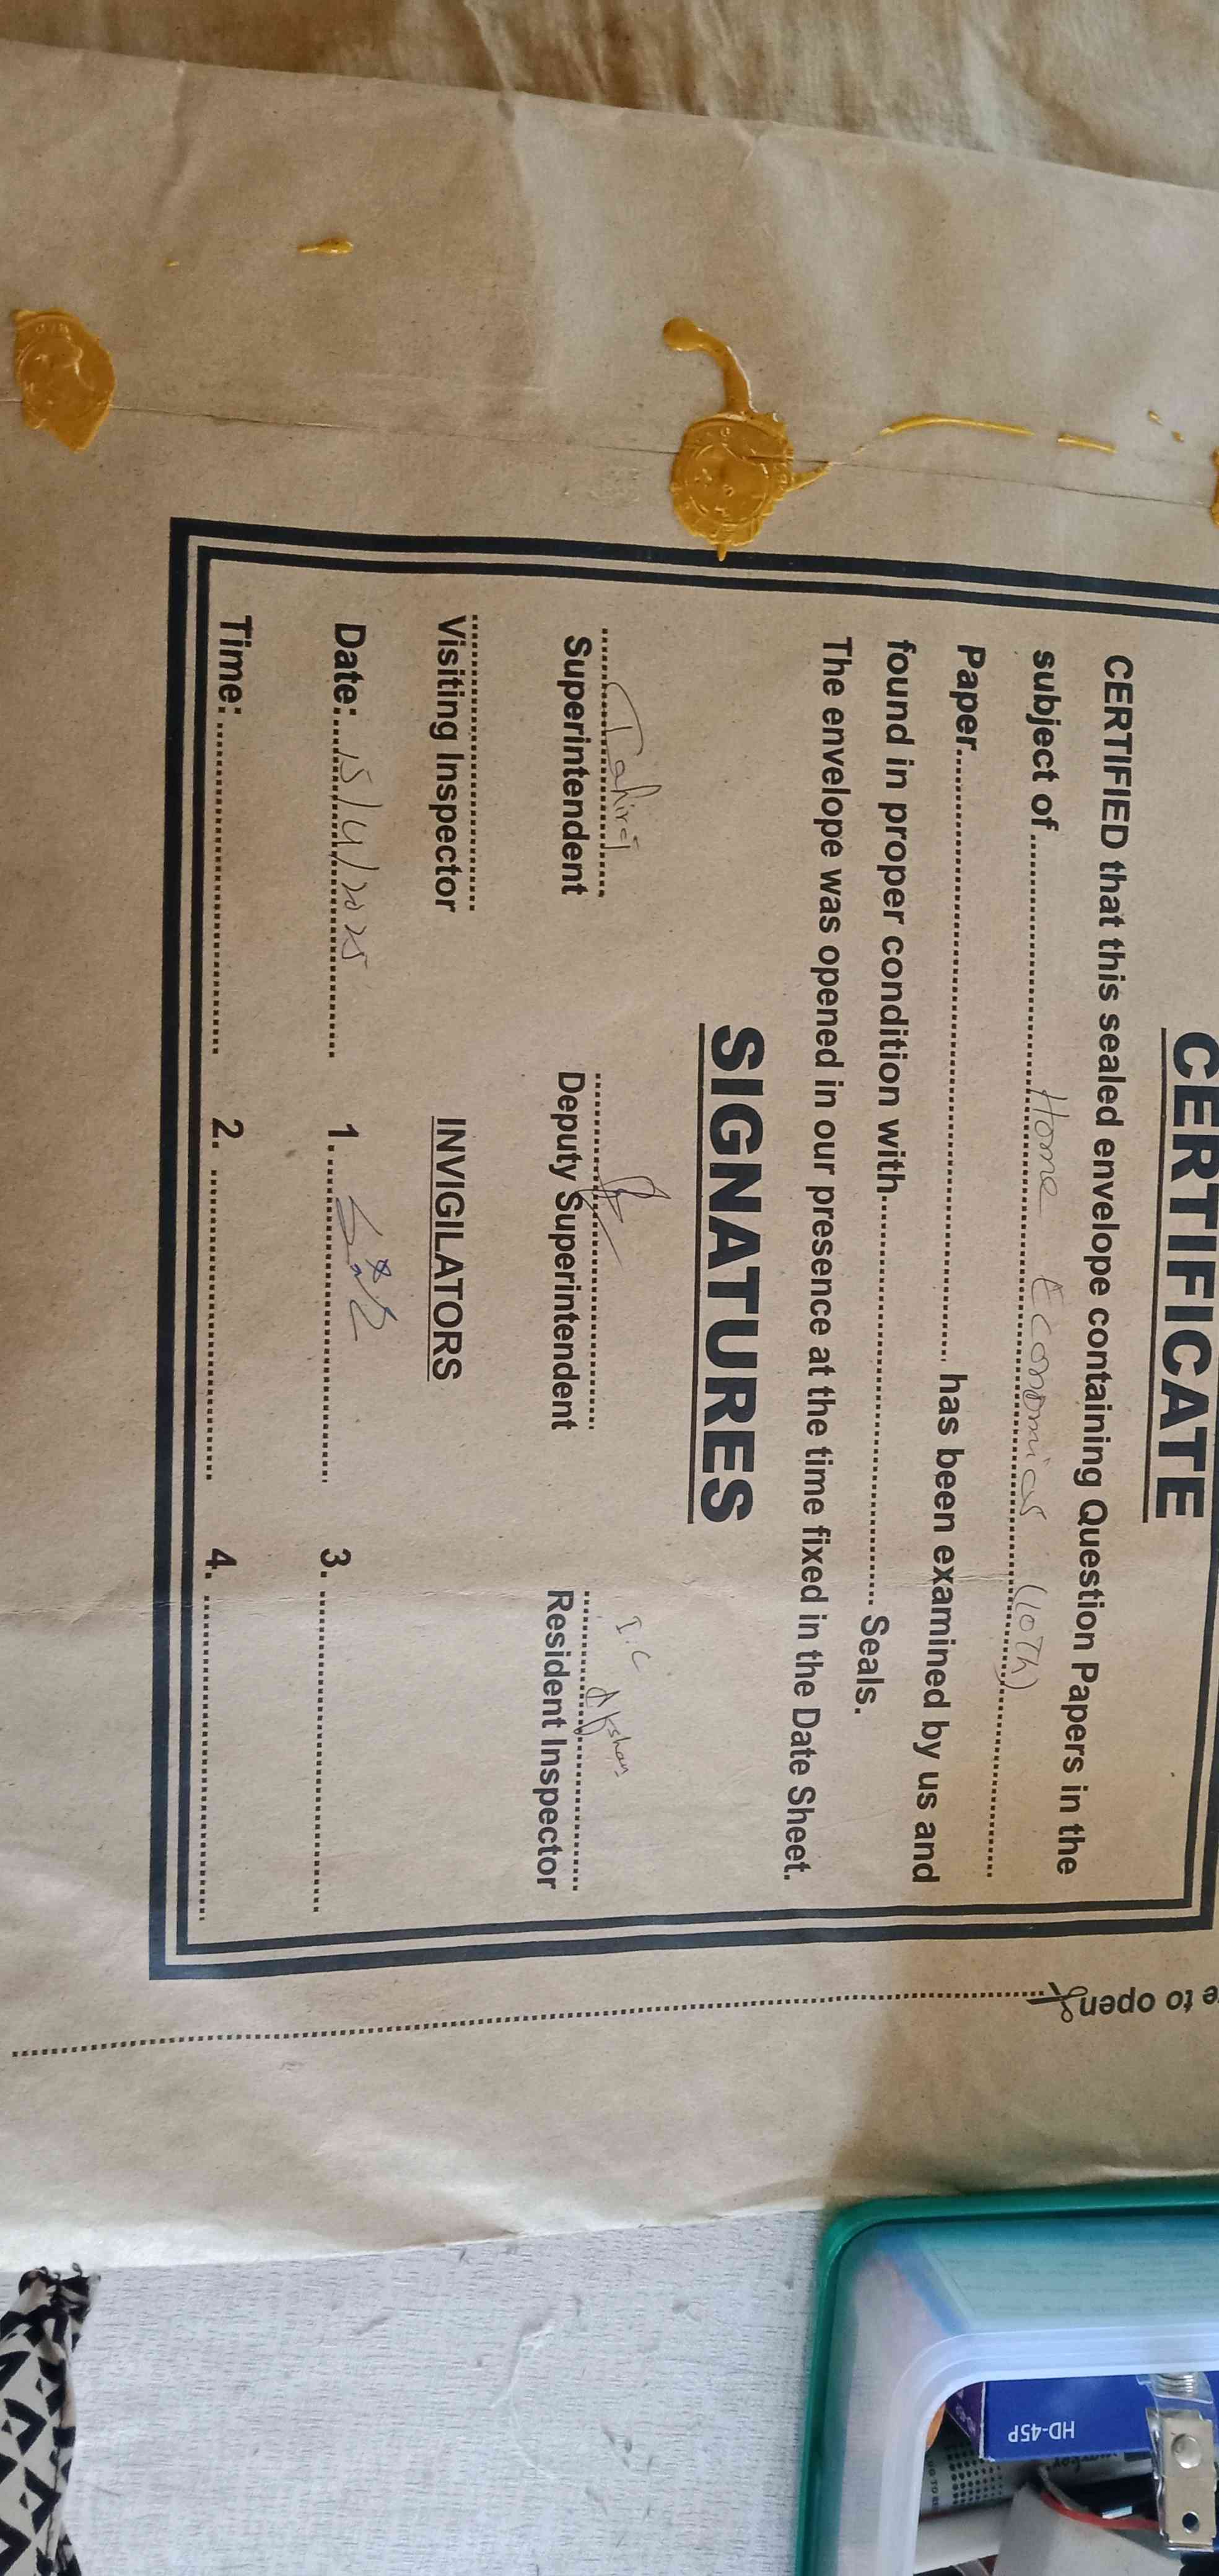 CERTIFICATE
CERTIFIED that this sealed envelope containing Question Papers in the
subject of Home Economics (10Th)
Paper has been examined by us and
found in proper condition with Seals.
The envelope was opened in our presence at the time fixed in the Date Sheet.
SIGNATURES
I.C
Tahira Afshan
Superintendent Deputy Superintendent Resident Inspector
Visiting Inspector INVIGILATORS
Date: 15/4/2025 1. 3.
Time: 2. 4.
e to open
HD-45P